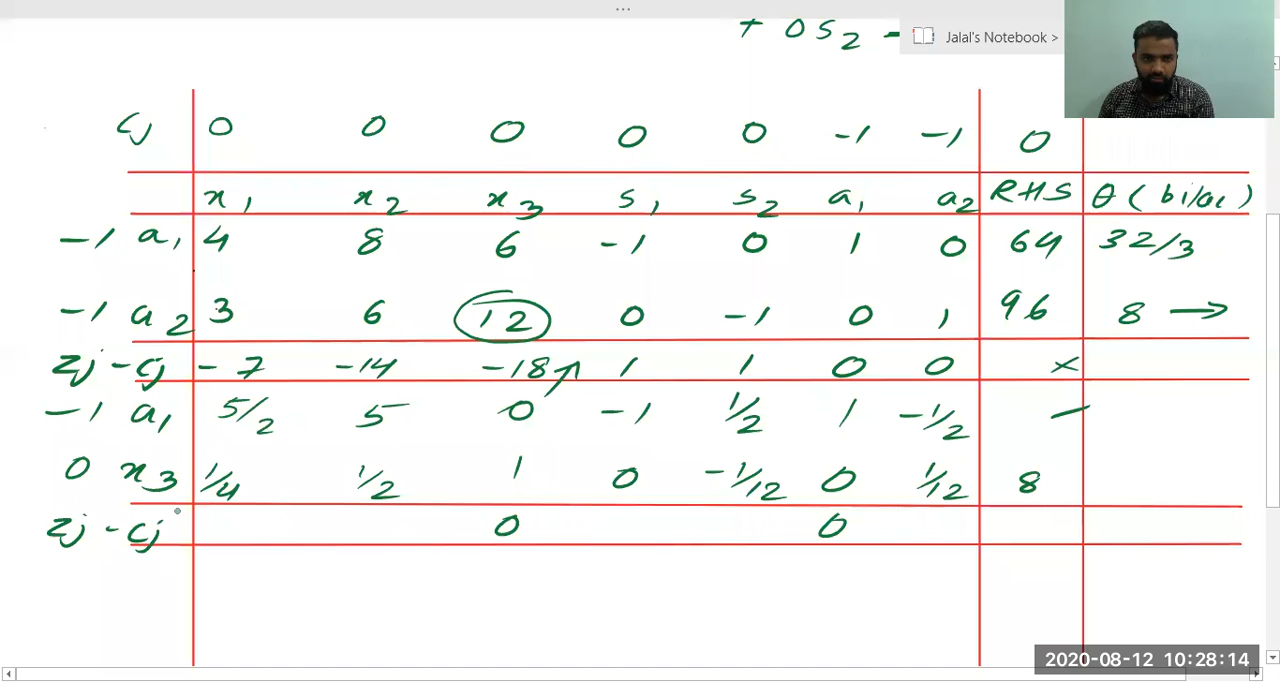 ...
+ 0 s2 -
Jalal's Notebook >
cj 0 0 0 0 0 -1 -1 0
x1 x2 x3 s1 s2 a1 a2 RHS θ(bi/ai)
-1 a1 4 8 6 -1 0 1 0 64 32/3
-1 a2 3 6 12 0 -1 0 1 96 8 →
zj - cj -7 -14 -18 ↗ 1 1 0 0 ×
-1 a1 5/2 5 0 -1 1/2 1 -1/2 -
0 x3 1/4 1/2 1 0 -1/12 0 1/12 8
zj - cj 0 0
2020-08-12 10:28:14